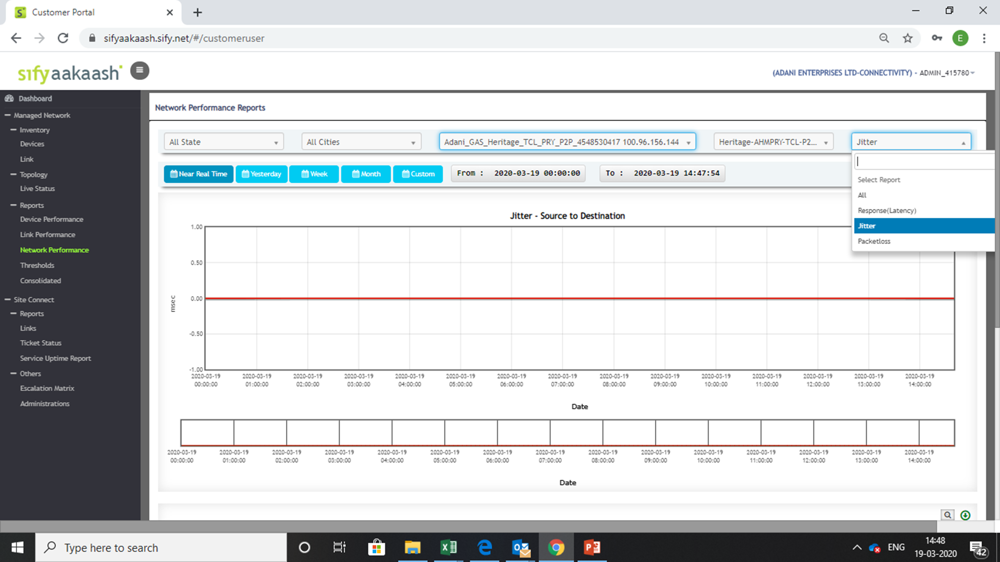 Customer Portal
sifyaakaash.sify.net/#/customeruser
E
sify aakaash
(ADANI ENTERPRISES LTD-CONNECTIVITY) - ADMIN_415780
Dashboard
Managed Network
Inventory
Devices
Link
Topology
Live Status
Reports
Device Performance
Link Performance
Network Performance
Thresholds
Consolidated
Site Connect
Reports
Links
Ticket Status
Service Uptime Report
Others
Escalation Matrix
Administrations
Network Performance Reports
All State
All Cities
Adani_GAS_Heritage_TCL_PRY_P2P_4548530417 100.96.156.144
Heritage-AHMPRY-TCL-P2...
Jitter
Select Report
All
Response(Latency)
Jitter
Packetloss
Near Real Time
Yesterday
Week
Month
Custom
From : 2020-03-19 00:00:00
To : 2020-03-19 14:47:54
Jitter - Source to Destination
1.00
0.50
0.00
-0.50
-1.00
msec
2020-03-19 2020-03-19 2020-03-19 2020-03-19 2020-03-19 2020-03-19 2020-03-19 2020-03-19 2020-03-19 2020-03-19 2020-03-19 2020-03-19 2020-03-19 2020-03-19 2020-03-19
00:00:00 01:00:00 02:00:00 03:00:00 04:00:00 05:00:00 06:00:00 07:00:00 08:00:00 09:00:00 10:00:00 11:00:00 12:00:00 13:00:00 14:00:00
Date
2020-03-19 2020-03-19 2020-03-19 2020-03-19 2020-03-19 2020-03-19 2020-03-19 2020-03-19 2020-03-19 2020-03-19 2020-03-19 2020-03-19 2020-03-19 2020-03-19 2020-03-19
00:00:00 01:00:00 02:00:00 03:00:00 04:00:00 05:00:00 06:00:00 07:00:00 08:00:00 09:00:00 10:00:00 11:00:00 12:00:00 13:00:00 14:00:00
Date
Type here to search
ENG
14:48
19-03-2020
42